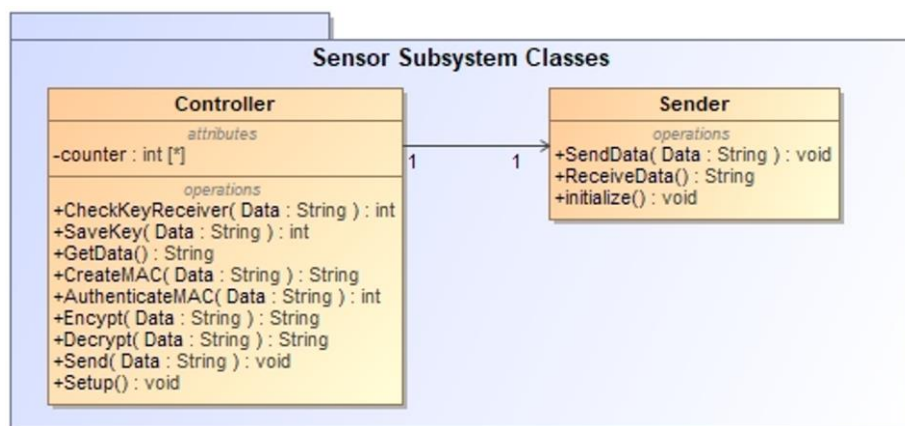 Sensor Subsystem Classes
Controller
attributes
-counter : int [*]
operations
+CheckKeyReceiver( Data : String ) : int
+SaveKey( Data : String ) : int
+GetData() : String
+CreateMAC( Data : String ) : String
+AuthenticateMAC( Data : String ) : int
+Encrypt( Data : String ) : String
+Decrypt( Data : String ) : String
+Send( Data : String ) : void
+Setup() : void
1
1
Sender
operations
+SendData( Data : String ) : void
+ReceiveData() : String
+initialize() : void